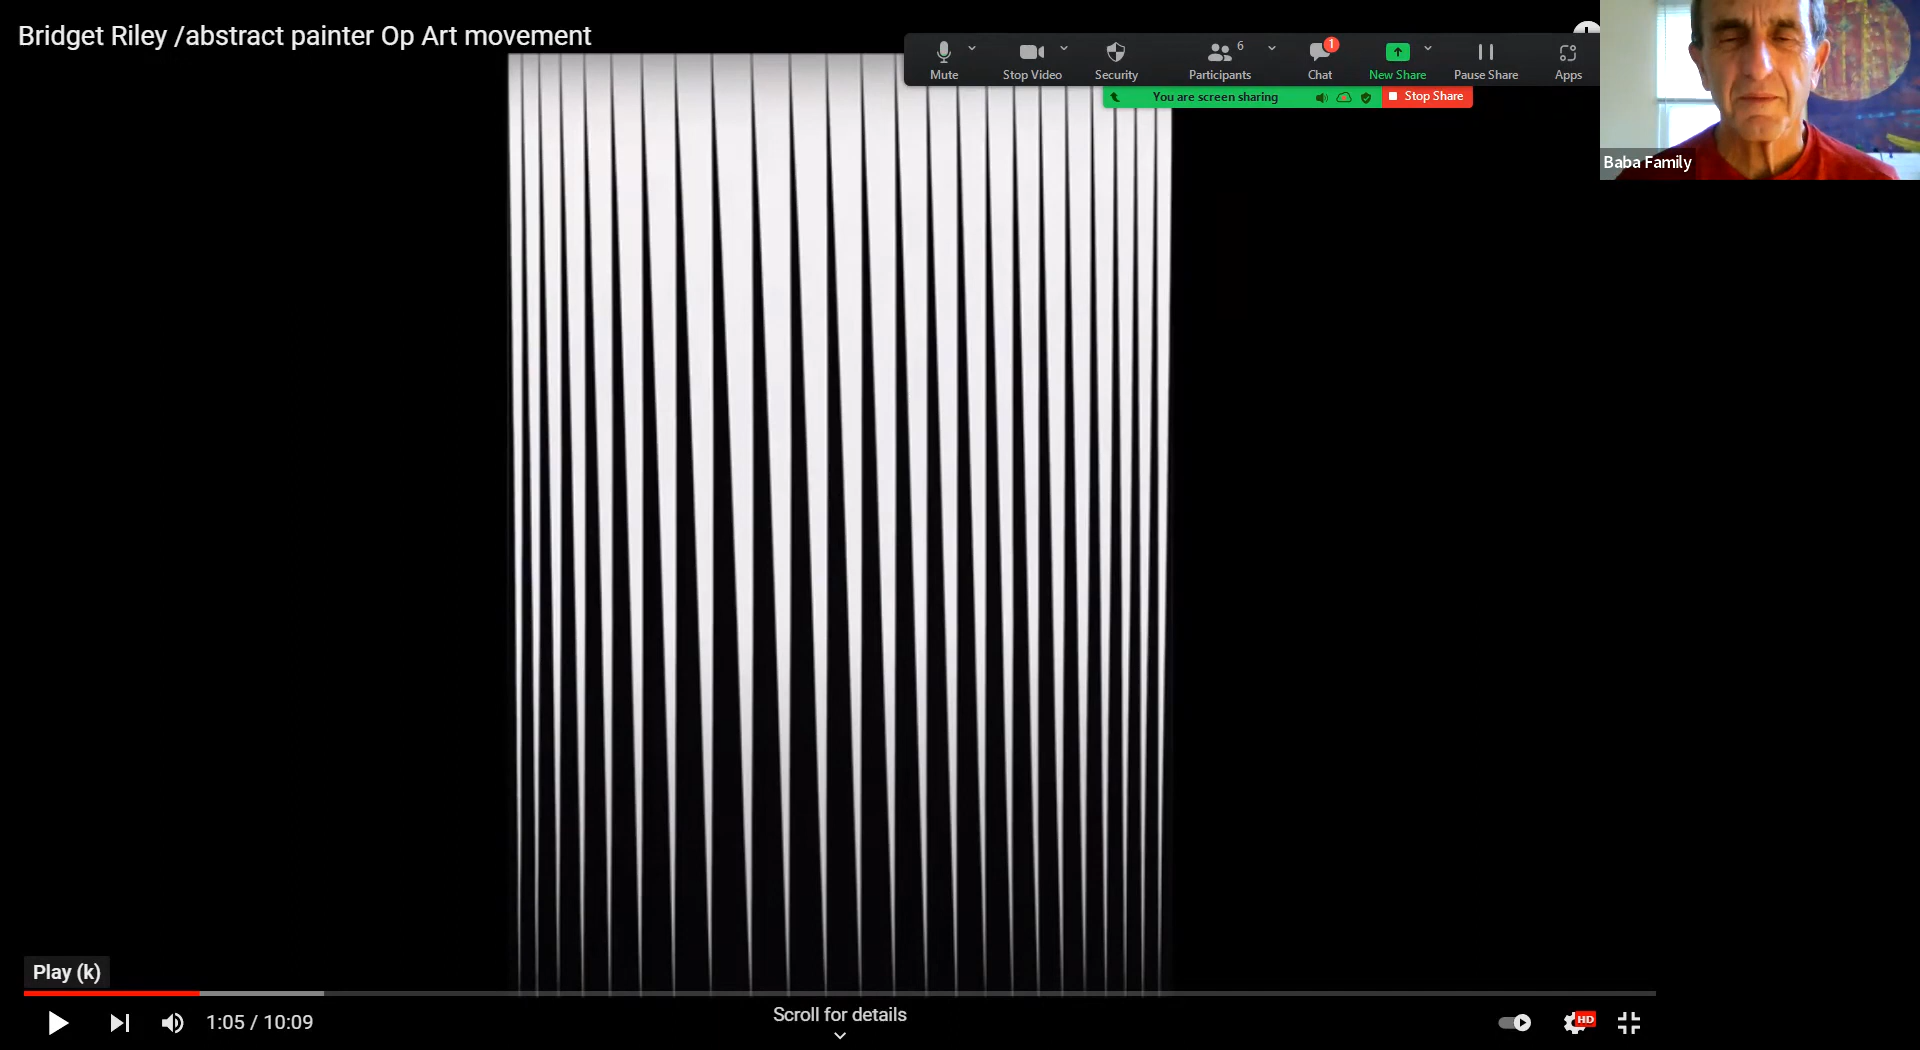 Bridget Riley /abstract painter Op Art movement
6
1
Mute
Stop Video
Security
Participants
Chat
New Share
Pause Share
Apps
You are screen sharing
Stop Share
Baba Family
Play (k)
1:05 / 10:09
Scroll for details
HD